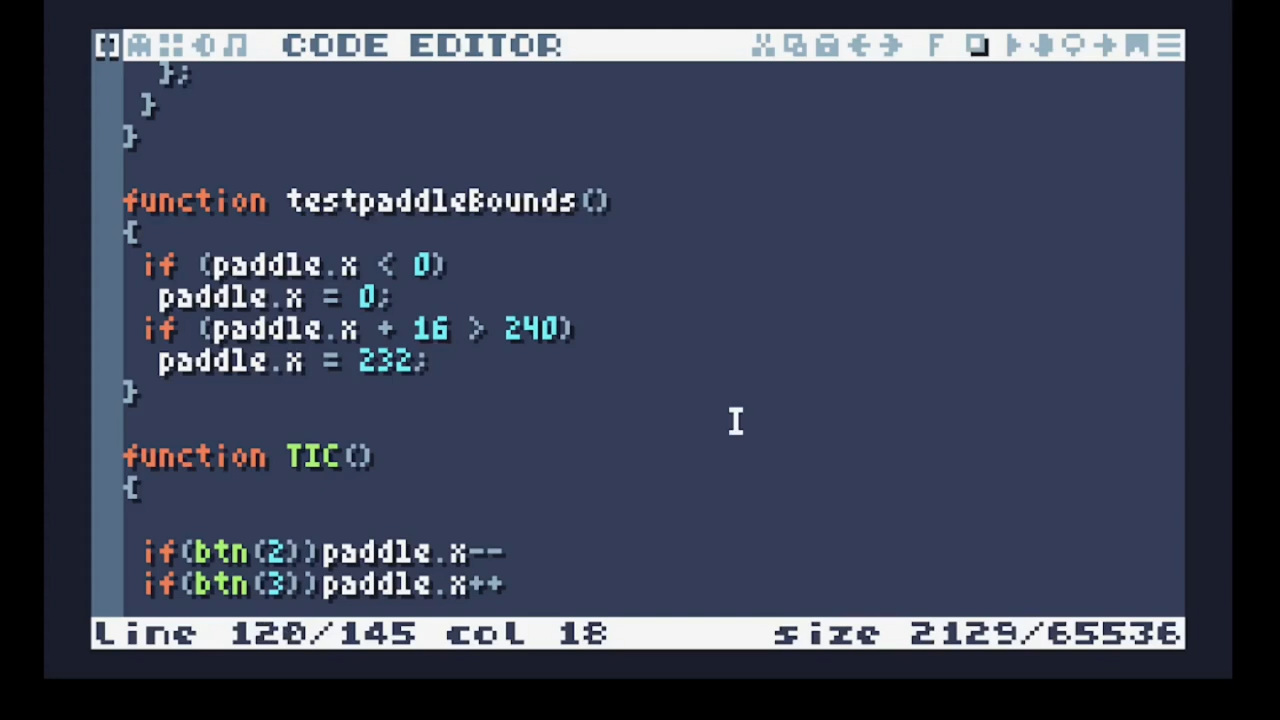 CODE EDITOR F
};
}
}
function testpaddleBounds()
{
if (paddle.x < 0)
paddle.x = 0;
if (paddle.x + 16 > 240)
paddle.x = 232;
}
function TIC()
{
if(btn(2))paddle.x--
if(btn(3))paddle.x++
line 120/145 col 18 size 2129/65536